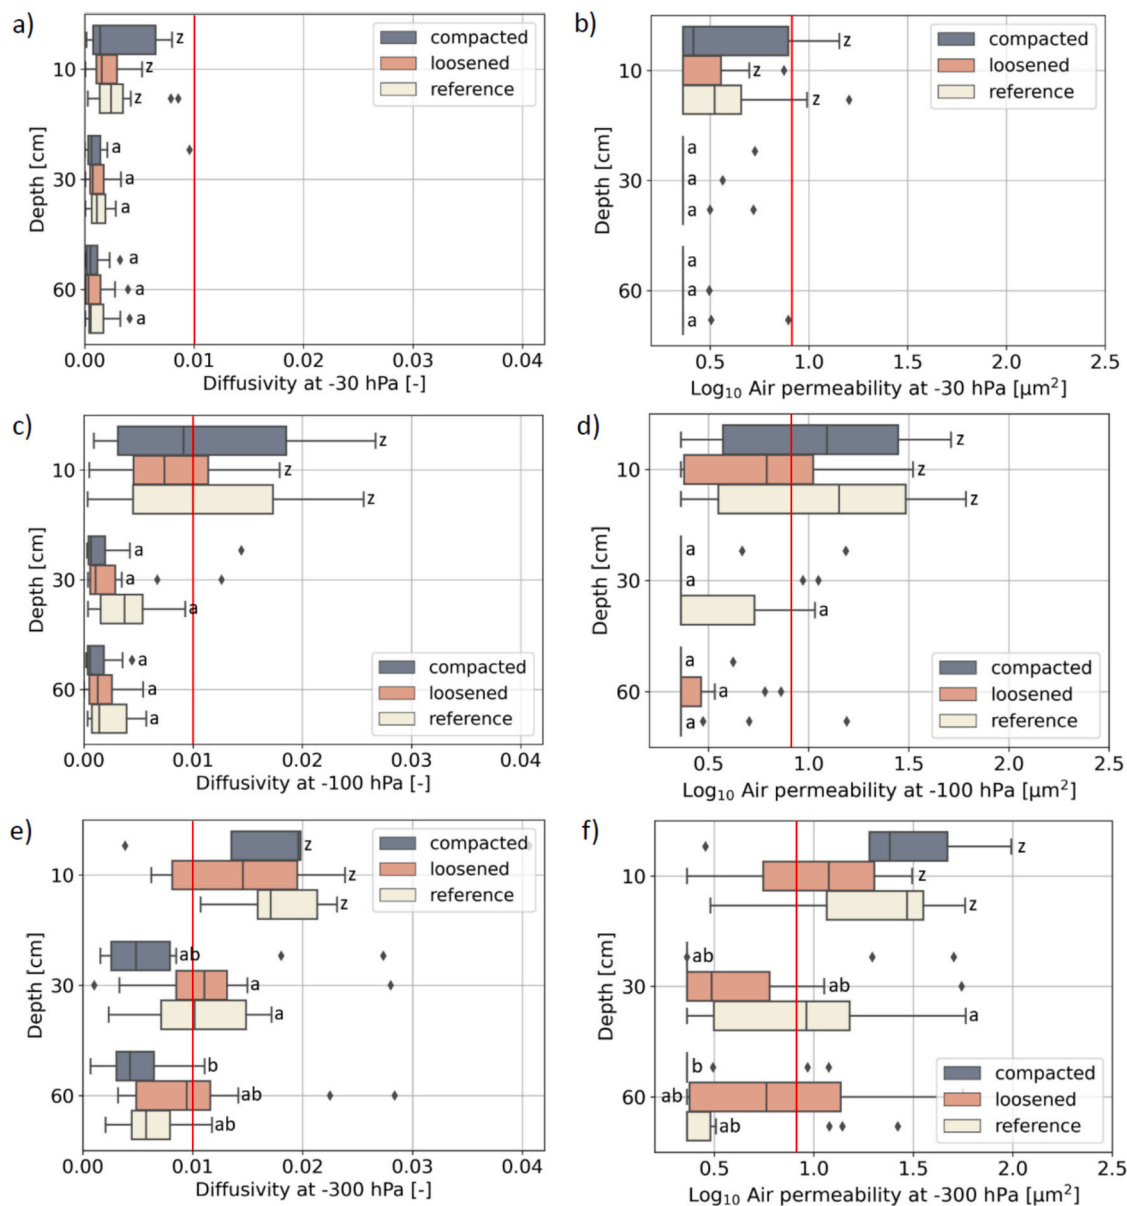 a)
compacted
loosened
reference
z
z
z
a
a
a
a
a
a
10
30
60
Depth [cm]
0.00
0.01
0.02
0.03
0.04
Diffusivity at -30 hPa [-]
b)
compacted
loosened
reference
z
z
z
a
a
a
a
a
a
10
30
60
Depth [cm]
0.5
1.0
1.5
2.0
2.5
Log₁₀ Air permeability at -30 hPa [μm²]
c)
z
z
z
a
a
a
a
a
a
10
30
60
Depth [cm]
compacted
loosened
reference
0.00
0.01
0.02
0.03
0.04
Diffusivity at -100 hPa [-]
d)
z
z
z
a
a
a
a
a
a
10
30
60
Depth [cm]
compacted
loosened
reference
0.5
1.0
1.5
2.0
2.5
Log₁₀ Air permeability at -100 hPa [μm²]
e)
compacted
loosened
reference
z
z
z
ab
a
a
b
ab
ab
10
30
60
Depth [cm]
0.00
0.01
0.02
0.03
0.04
Diffusivity at -300 hPa [-]
f)
z
z
z
ab
ab
a
b
ab
ab
10
30
60
Depth [cm]
compacted
loosened
reference
0.5
1.0
1.5
2.0
2.5
Log₁₀ Air permeability at -300 hPa [μm²]